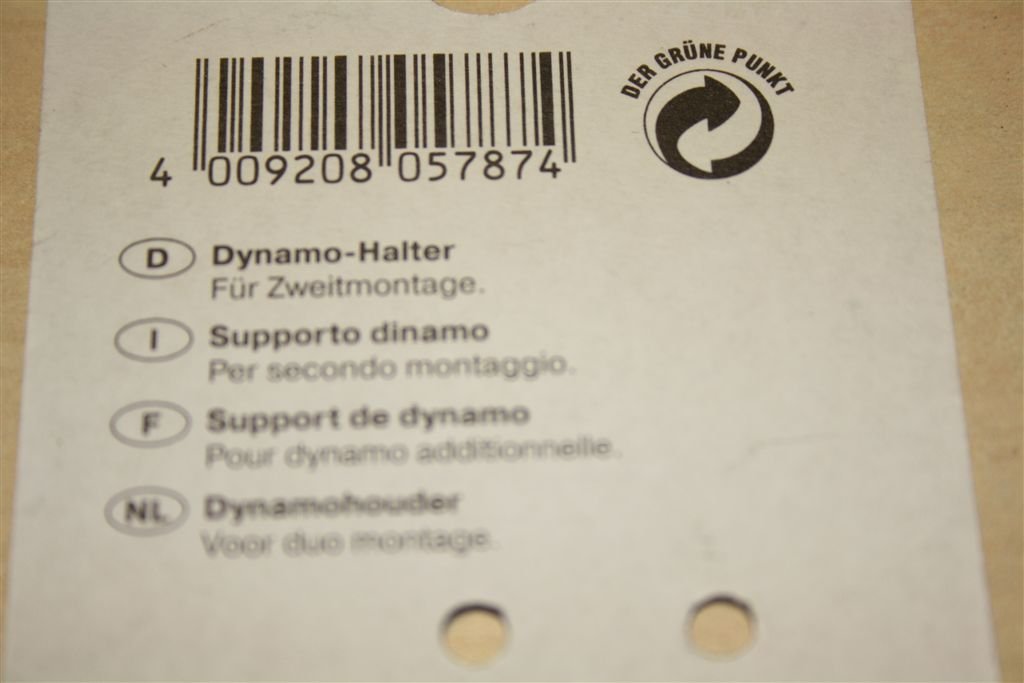 DER GRÜNE PUNKT
4 009208 057874
D Dynamo-Halter
Für Zweitmontage.
I Supporto dinamo
Per secondo montaggio.
F Support de dynamo
Pour dynamo additionnelle.
NL Dynamohouder
Voor duo montage.